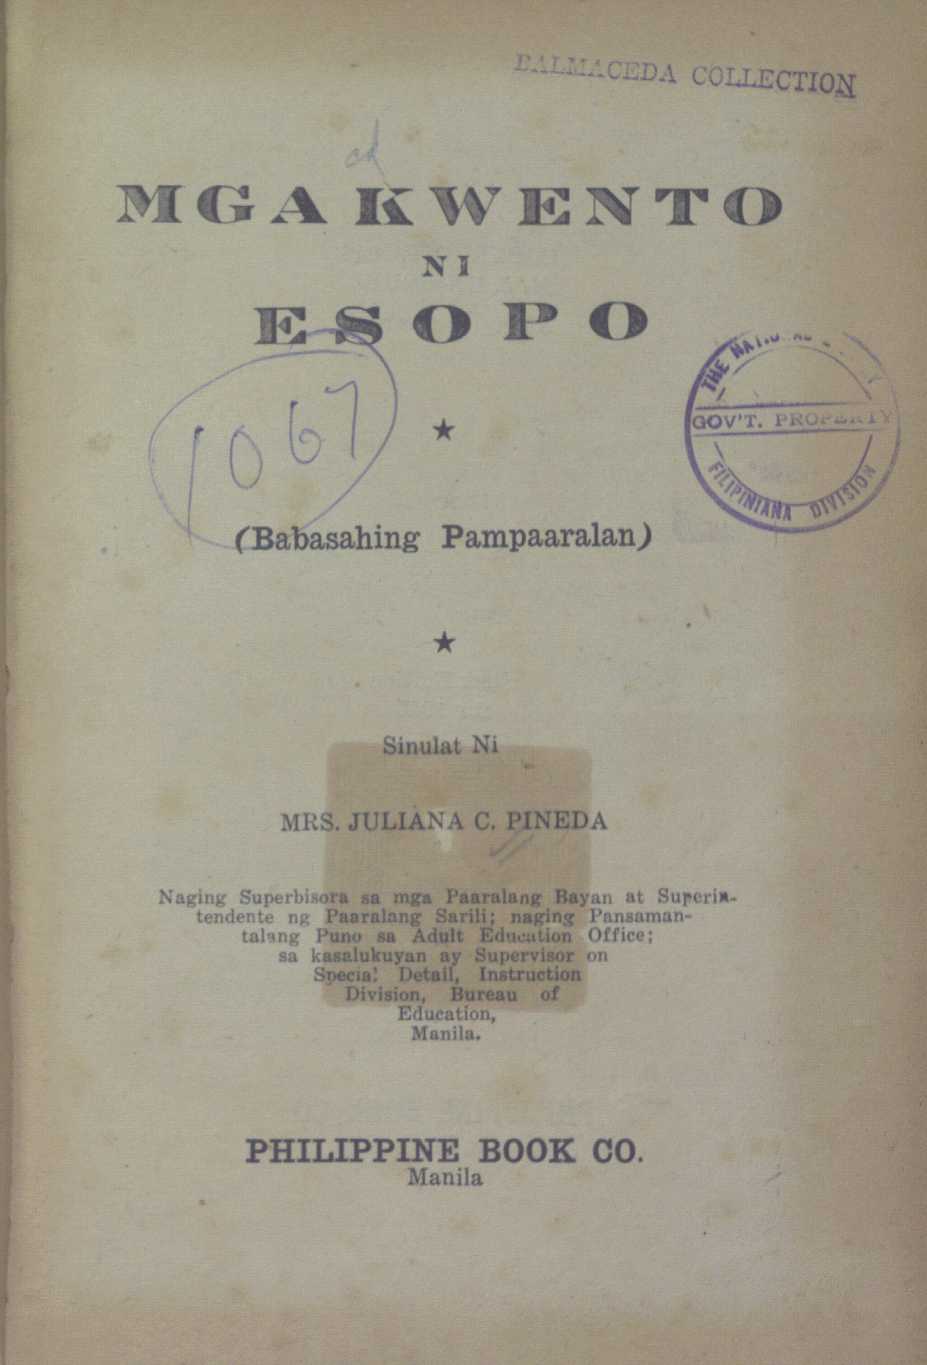 BALMACEDA COLLECTION
MGA KWENTO
NI
ESOPO
1067
THE
GOV'T. PROPERTY
FILIPINIANA DIVISION
(Babasahing Pampaaralan)
Sinulat Ni
MRS. JULIANA C. PINEDA
Naging Superbisora sa mga Paaralang Bayan at Superin-
tendente ng Paaralang Sarili; naging Pansaman-
talang Puno sa Adult Education Office;
sa kasalukuyan ay Supervisor on
Special Detail, Instruction
Division, Bureau of
Education,
Manila.
PHILIPPINE BOOK CO.
Manila